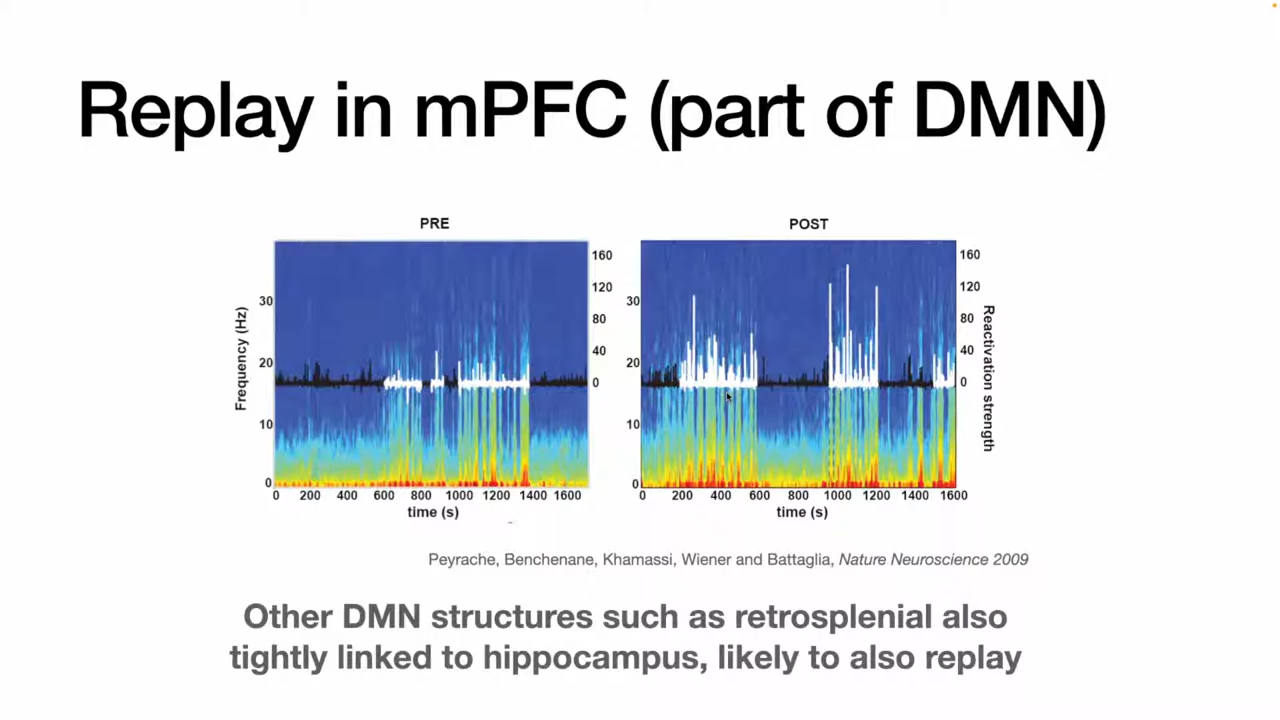 Replay in mPFC (part of DMN)
PRE
POST
Frequency (Hz)
30
20
10
0
160
120
80
40
0
0 200 400 600 800 1000 1200 1400 1600
time (s)
30
20
10
0
160
120
80
40
0
Reactivation strength
0 200 400 600 800 1000 1200 1400 1600
time (s)
Peyrache, Benchenane, Khamassi, Wiener and Battaglia, Nature Neuroscience 2009
Other DMN structures such as retrosplenial also
tightly linked to hippocampus, likely to also replay